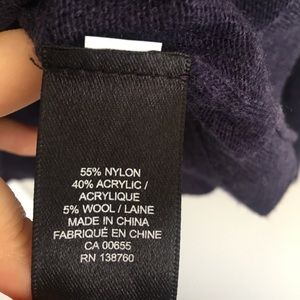 55% NYLON
40% ACRYLIC /
ACRYLIQUE
5% WOOL / LAINE
MADE IN CHINA
FABRIQUÉ EN CHINE
CA 00655
RN 138760